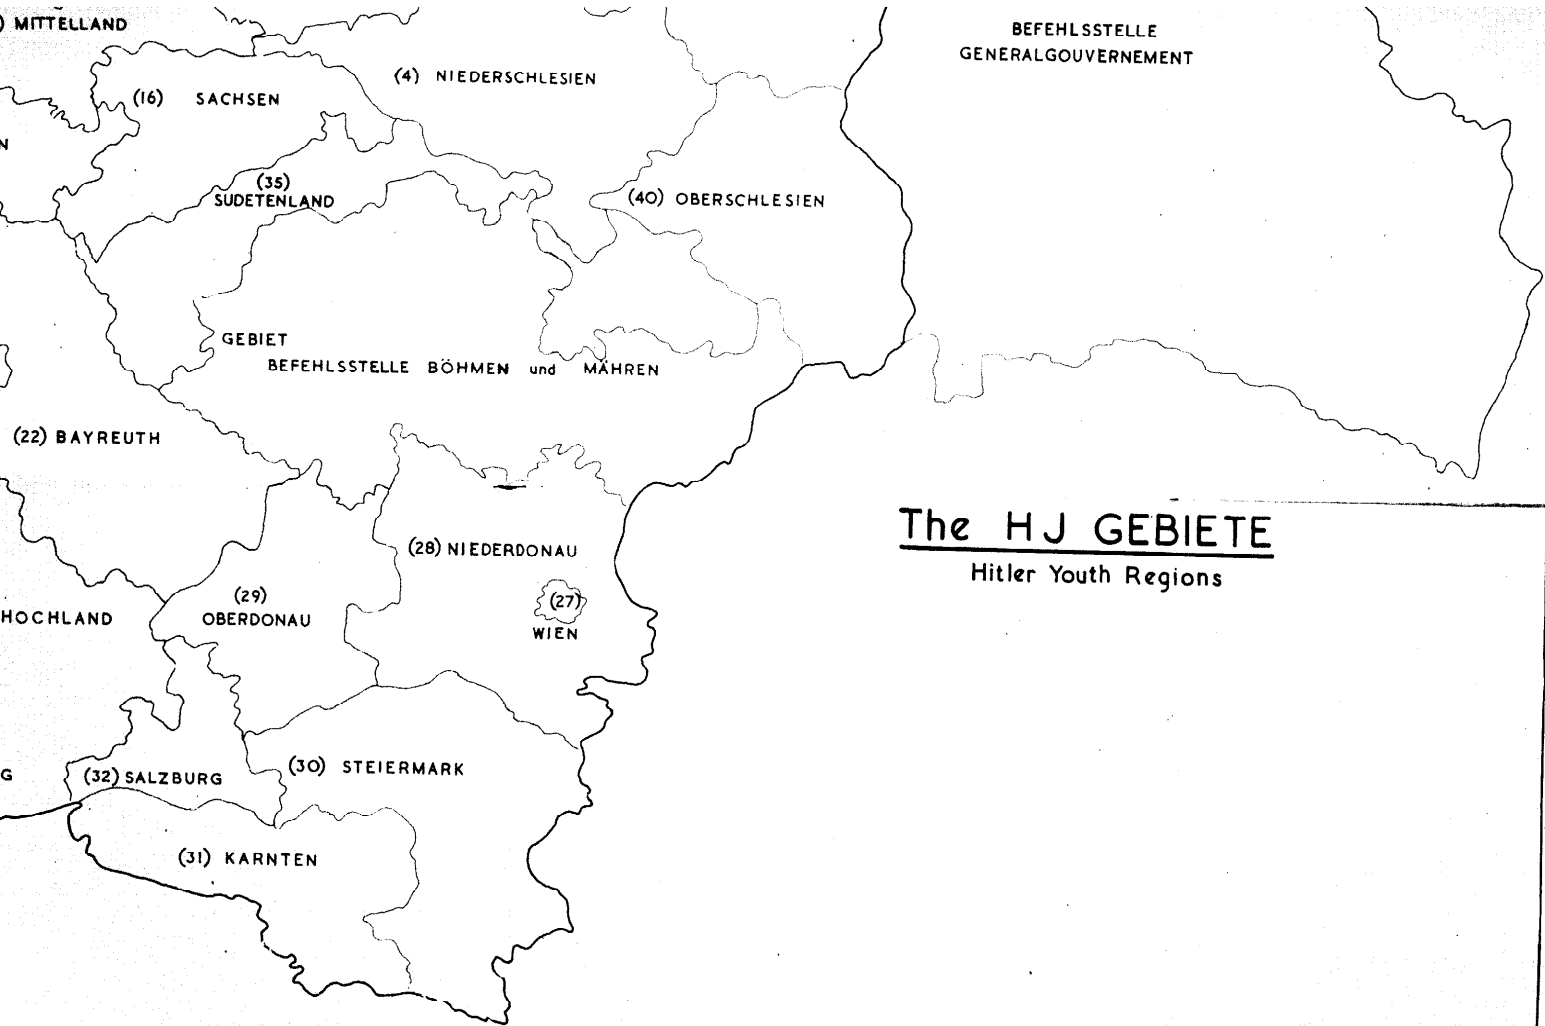 ) MITTELLAND
BEFEHLSSTELLE
GENERALGOUVERNEMENT
(4) NIEDERSCHLESIEN
(16) SACHSEN
N
(35)
SUDETENLAND
(40) OBERSCHLESIEN
GEBIET
BEFEHLSSTELLE BÖHMEN und MÄHREN
(22) BAYREUTH
The HJ GEBIETE
Hitler Youth Regions
(28) NIEDERDONAU
(29)
OBERDONAU
(27)
WIEN
HOCHLAND
G
(32) SALZBURG
(30) STEIERMARK
(31) KARNTEN